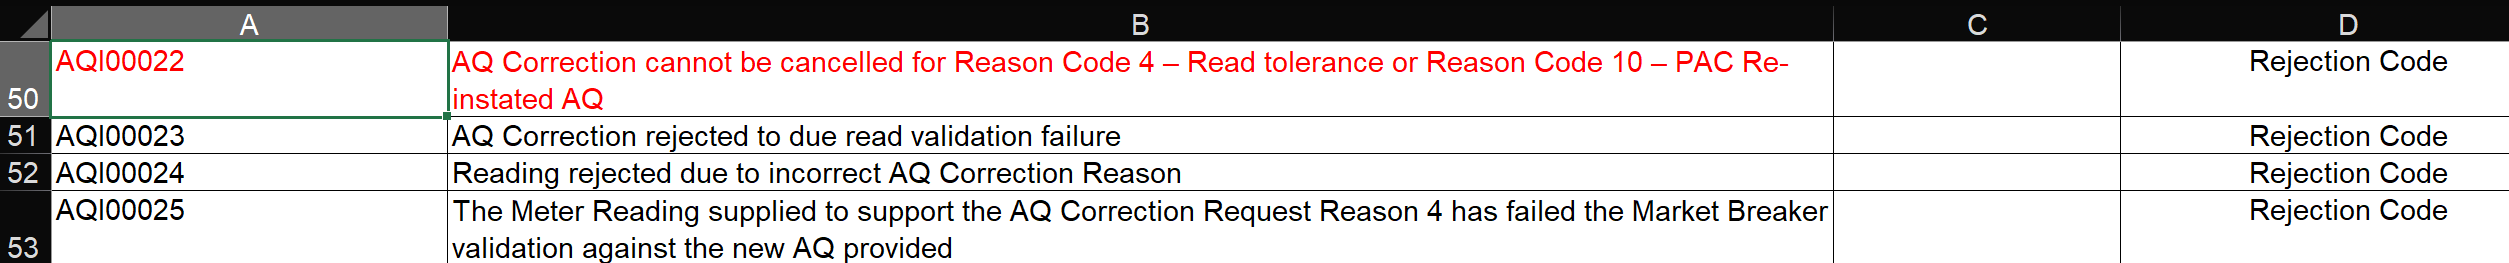 A B C D
50 AQI00022 AQ Correction cannot be cancelled for Reason Code 4 – Read tolerance or Reason Code 10 – PAC Re- Rejection Code
instated AQ
51 AQI00023 AQ Correction rejected to due read validation failure Rejection Code
52 AQI00024 Reading rejected due to incorrect AQ Correction Reason Rejection Code
53 AQI00025 The Meter Reading supplied to support the AQ Correction Request Reason 4 has failed the Market Breaker Rejection Code
validation against the new AQ provided